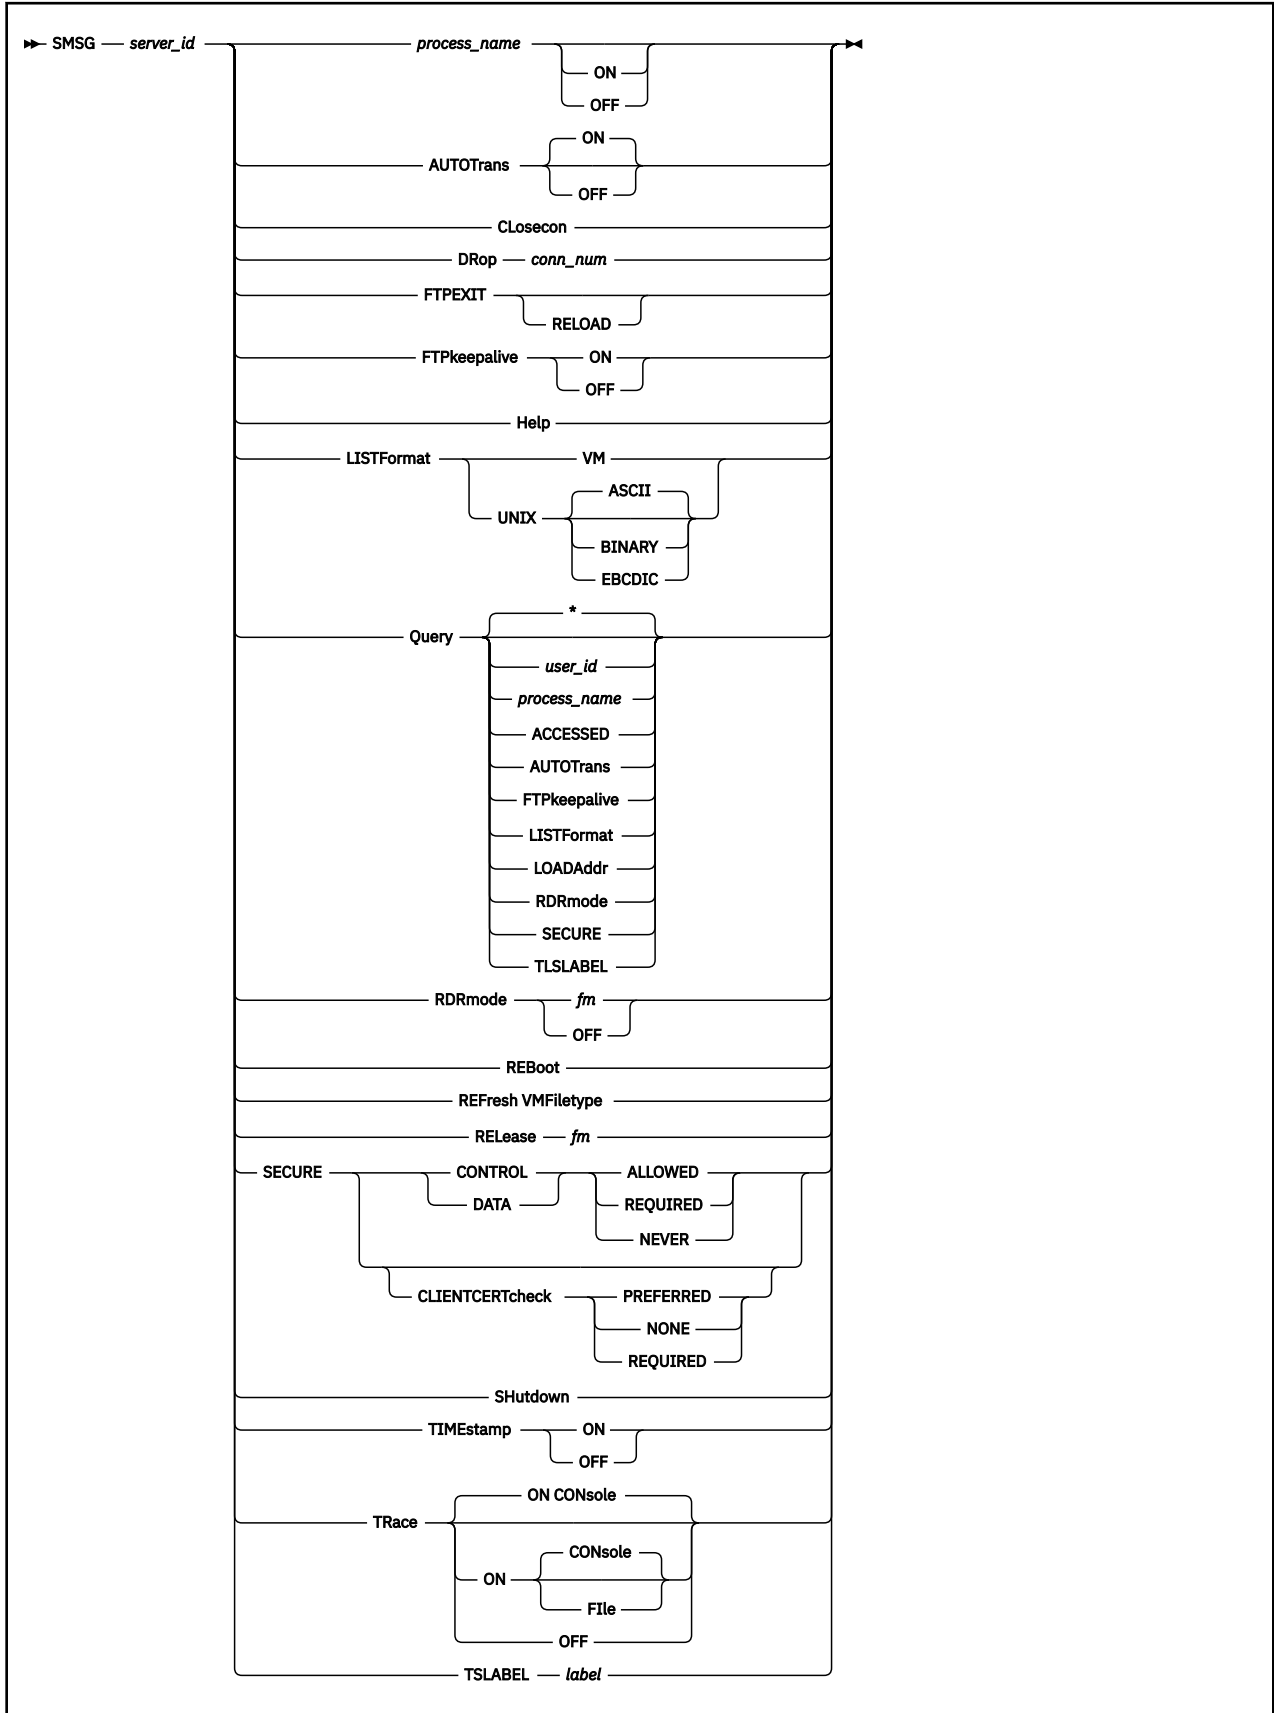 SMSG server_id process_name
ON
OFF
ON
AUTOTrans
OFF
CLosecon
DRop conn_num
FTPEXIT
RELOAD
FTPkeepalive ON
OFF
Help
LISTFormat VM
ASCII
UNIX
BINARY
EBCDIC
*
Query
user_id
process_name
ACCESSED
AUTOTrans
FTPkeepalive
LISTFormat
LOADAddr
RDRmode
SECURE
TLSLABEL
RDRmode fm
OFF
REBoot
REFresh VMFiletype
RELease fm
SECURE CONTROL ALLOWED
DATA REQUIRED
NEVER
CLIENTCERTcheck PREFERRED
NONE
REQUIRED
SHutdown
TIMEstamp ON
OFF
ON CONsole
TRace
CONsole
ON
FIle
OFF
TSLABEL label